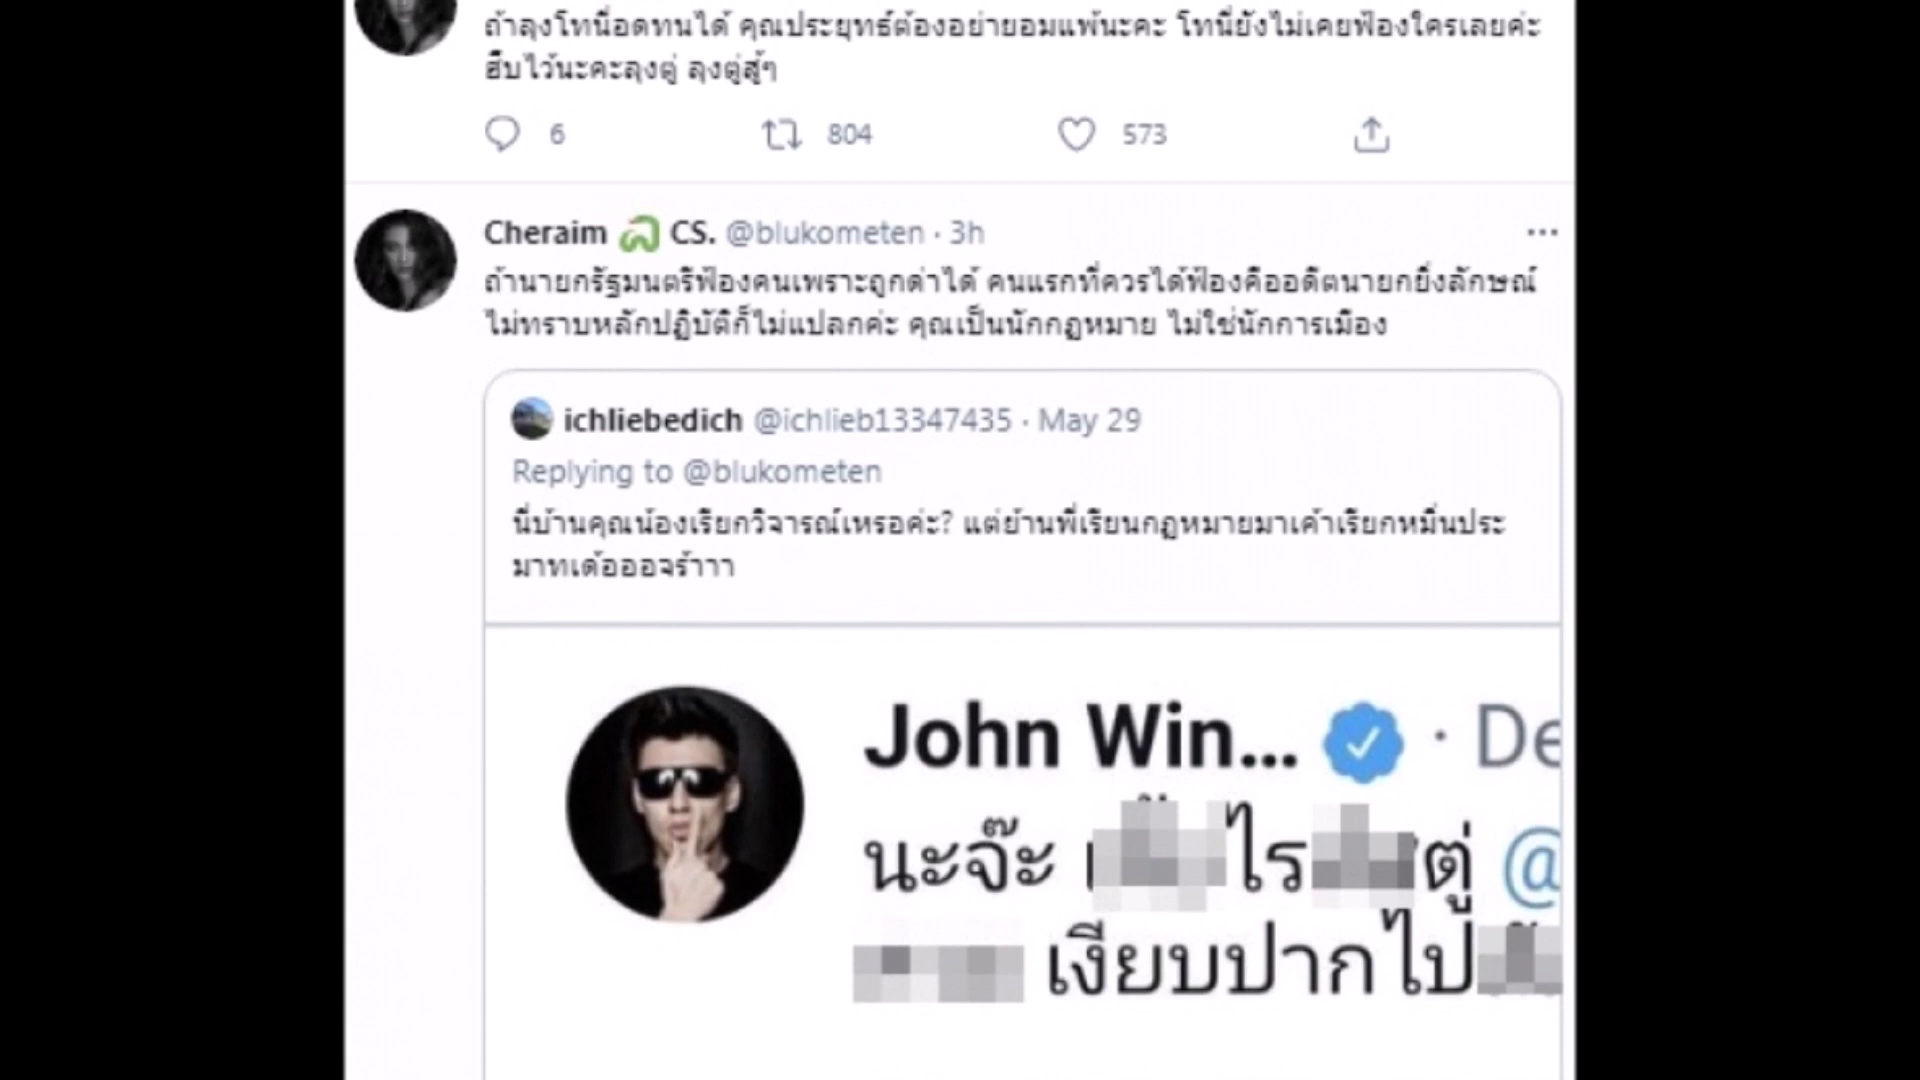 ถ้าลุงโทนี่อดทนได้ คุณประยุทธ์ต้องอย่ายอมแพ้นะคะ โทนี่ยังไม่เคยฟ้องใครเลยค่ะ
ฮึบไว้นะคะลุงตู่ ลุงตู่สู้ๆ
6 804 573
Cheraim CS. @blukometen · 3h
ถ้านายกรัฐมนตรีฟ้องคนเพราะถูกด่าได้ คนแรกที่ควรได้ฟ้องคืออดีตนายกยิ่งลักษณ์
ไม่ทราบหลักปฏิบัติก็ไม่แปลกค่ะ คุณเป็นนักกฎหมาย ไม่ใช่นักการเมือง
ichliebedich @ichlieb13347435 · May 29
Replying to @blukometen
นี่บ้านคุณน้องเรียกวิจารณ์เหรอค่ะ? แต่ย้านพี่เรียนกฎหมายมาเค้าเรียกหมิ่นประ
มาทเด้อออจร้าาา
John Win... · De
นะจ๊ะ ไร ตู่ @
เงียบปากไป